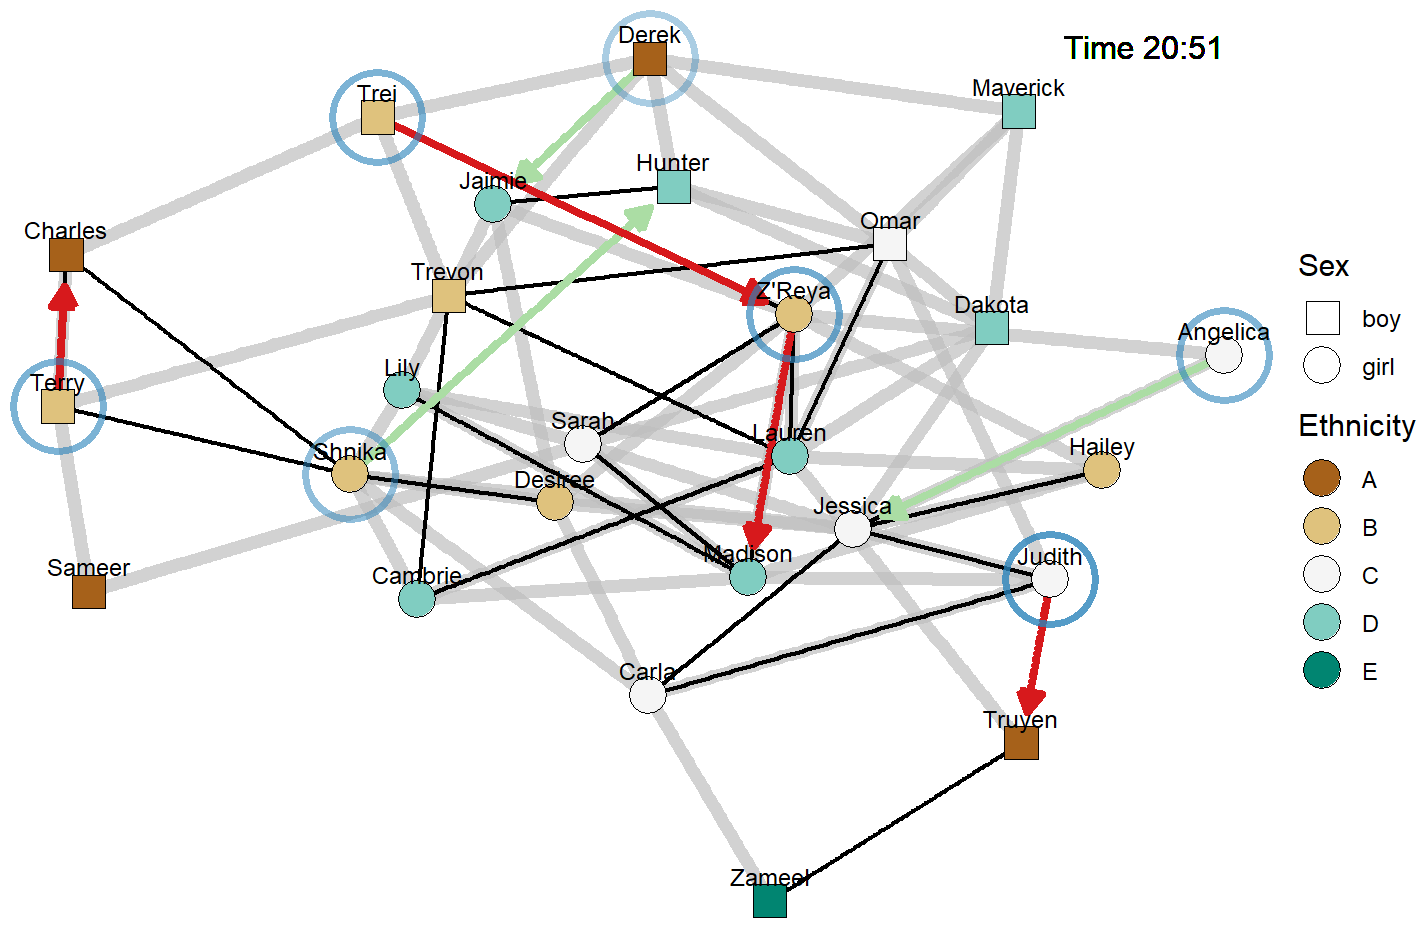 Derek
Time 20:51
Trei
Maverick
Hunter
Jaimie
Charles
Omar
Trevon
Z'Reya
Dakota
Angelica
Terry
Lily
Sarah
Lauren
Hailey
Shnika
Desiree
Jessica
Madison
Judith
Sameer
Cambrie
Carla
Truyen
Zameel
Sex
boy
girl
Ethnicity
A
B
C
D
E